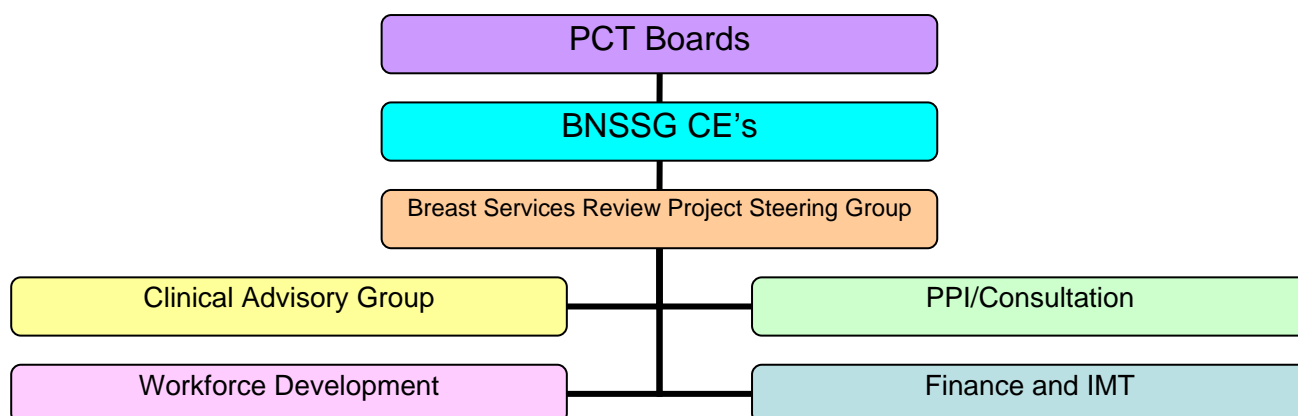 PCT Boards
BNSSG CE’s
Breast Services Review Project Steering Group
Clinical Advisory Group
PPI/Consultation
Workforce Development
Finance and IMT